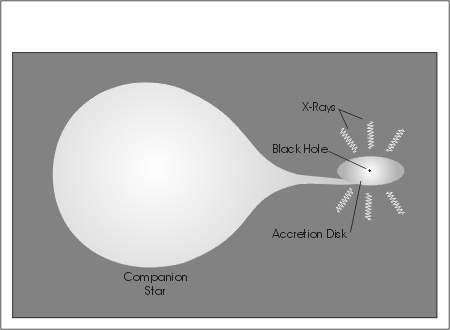 X-Rays
Black Hole
Accretion Disk
Companion
Star